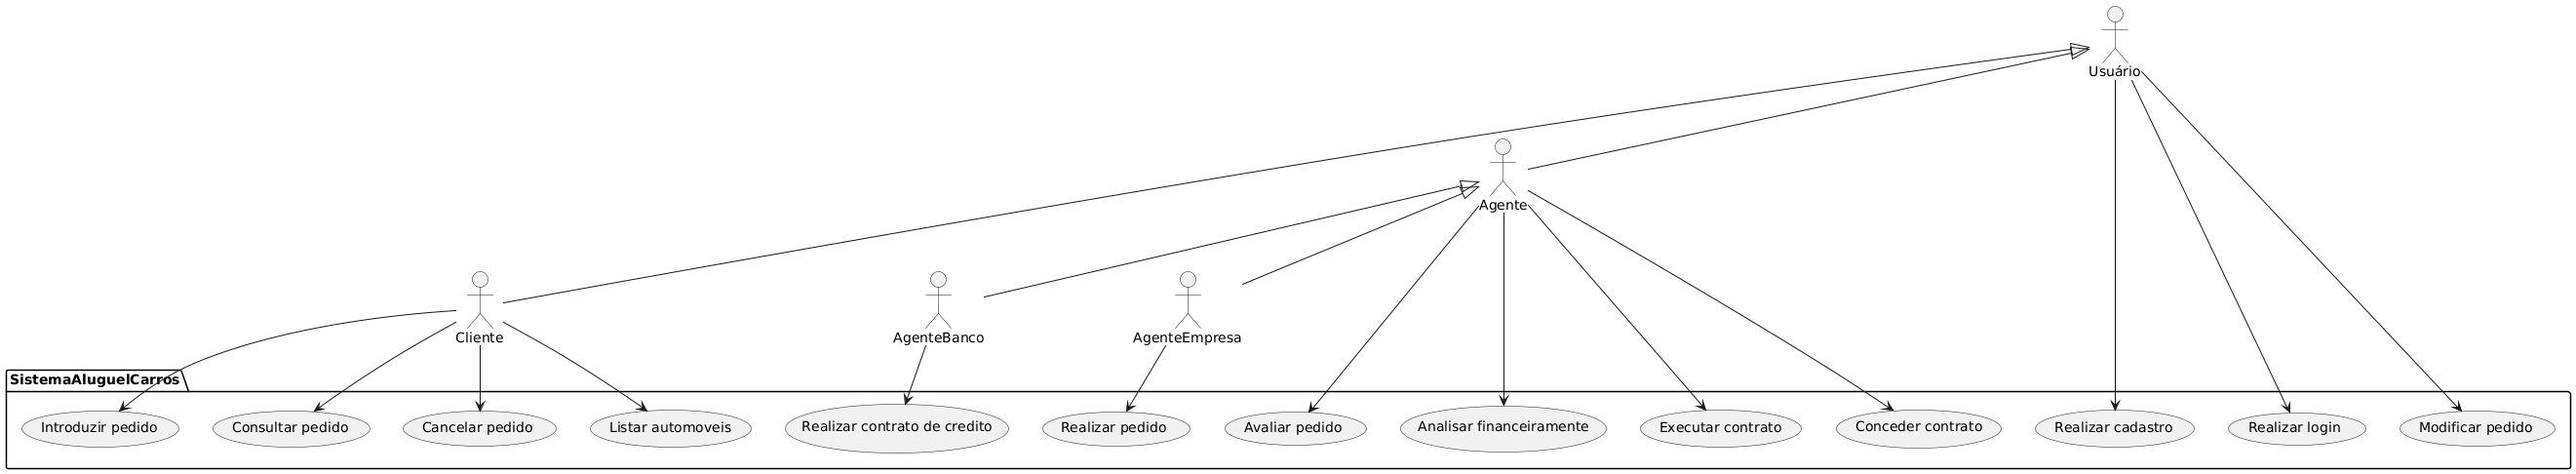 Usuário
Agente
Cliente
AgenteBanco
AgenteEmpresa
SistemaAluguelCarros
Introduzir pedido
Consultar pedido
Cancelar pedido
Listar automoveis
Realizar contrato de credito
Realizar pedido
Avaliar pedido
Analisar financeiramente
Executar contrato
Conceder contrato
Realizar cadastro
Realizar login
Modificar pedido